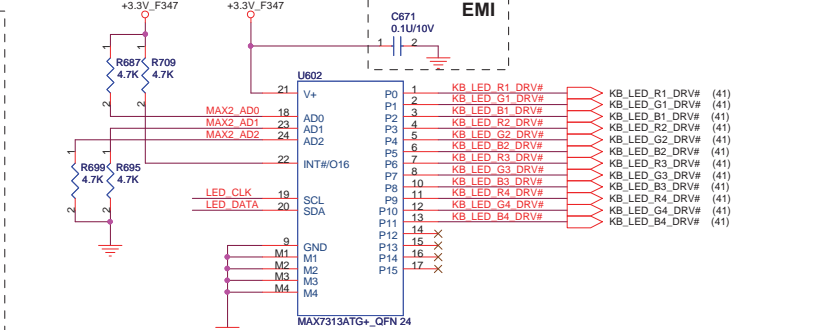 +3.3V_F347
+3.3V_F347
EMI
C671
0.1U/10V
1
2
R687
4.7K
1
2
R709
4.7K
1
2
U602
21 V+
MAX2_AD0 18 AD0
MAX2_AD1 23 AD1
MAX2_AD2 24 AD2
22 INT#/O16
R699
4.7K
1
2
R695
4.7K
1
2
LED_CLK 19 SCL
LED_DATA 20 SDA
9 GND
M1 M1
M2 M2
M3 M3
M4 M4
P0 1 KB_LED_R1_DRV# KB_LED_R1_DRV# (41)
P1 2 KB_LED_G1_DRV# KB_LED_G1_DRV# (41)
P2 3 KB_LED_B1_DRV# KB_LED_B1_DRV# (41)
P3 4 KB_LED_R2_DRV# KB_LED_R2_DRV# (41)
P4 5 KB_LED_G2_DRV# KB_LED_G2_DRV# (41)
P5 6 KB_LED_B2_DRV# KB_LED_B2_DRV# (41)
P6 7 KB_LED_R3_DRV# KB_LED_R3_DRV# (41)
P7 8 KB_LED_G3_DRV# KB_LED_G3_DRV# (41)
P8 10 KB_LED_B3_DRV# KB_LED_B3_DRV# (41)
P9 11 KB_LED_R4_DRV# KB_LED_R4_DRV# (41)
P10 12 KB_LED_G4_DRV# KB_LED_G4_DRV# (41)
P11 13 KB_LED_B4_DRV# KB_LED_B4_DRV# (41)
P12 14
P13 15
P14 16
P15 17
MAX7313ATG+_QFN 24